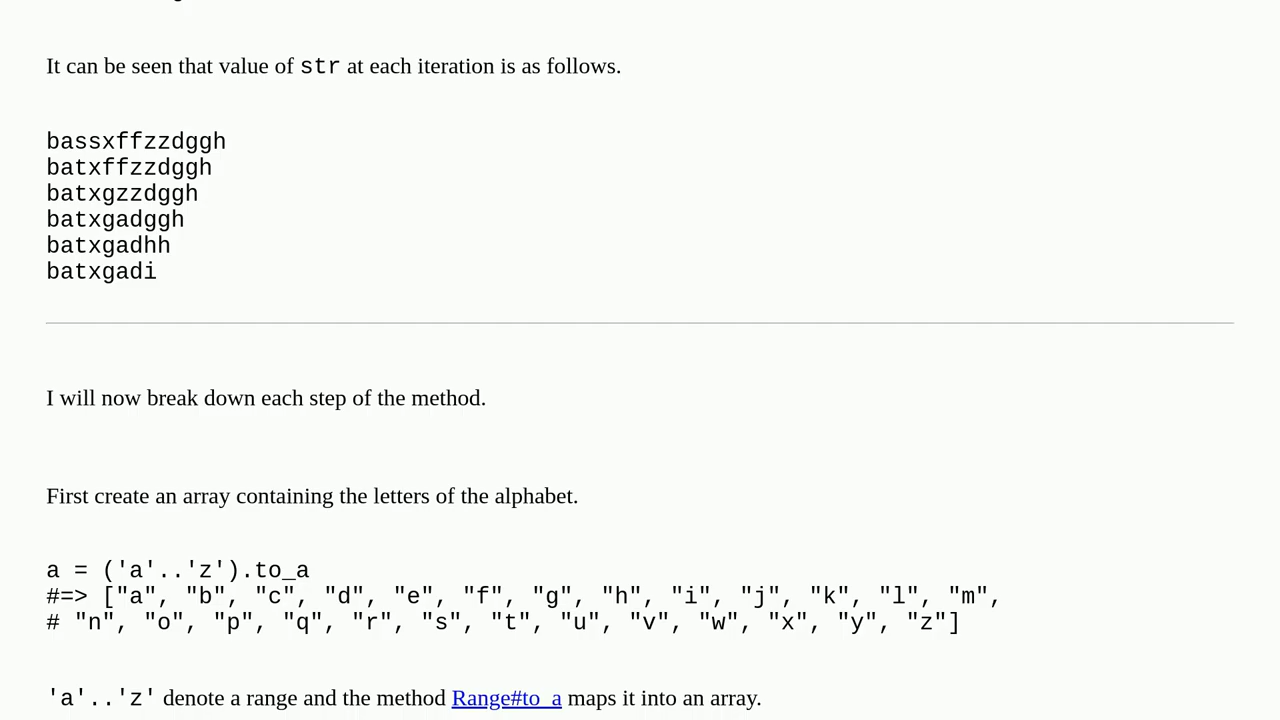 It can be seen that value of str at each iteration is as follows.
bassxffzzdggh
batxffzzdggh
batxgzzdggh
batxgadggh
batxgadhh
batxgadi
I will now break down each step of the method.
First create an array containing the letters of the alphabet.
a = ('a'..'z').to_a
#=> ["a", "b", "c", "d", "e", "f", "g", "h", "i", "j", "k", "l", "m",
# "n", "o", "p", "q", "r", "s", "t", "u", "v", "w", "x", "y", "z"]
'a'..'z' denote a range and the method Range#to_a maps it into an array.